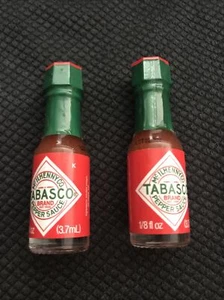 McILHENNY CO.
TABASCO
BRAND
PEPPER SAUCE
(3.7mL)
McILHENNY CO.
TABASCO
BRAND
PEPPER SAUCE
1/8 fl oz